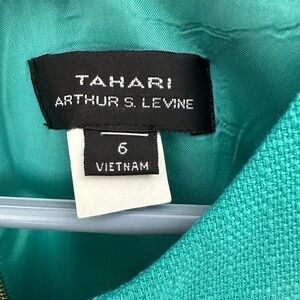 TAHARI
ARTHUR S. LEVINE
6
VIETNAM